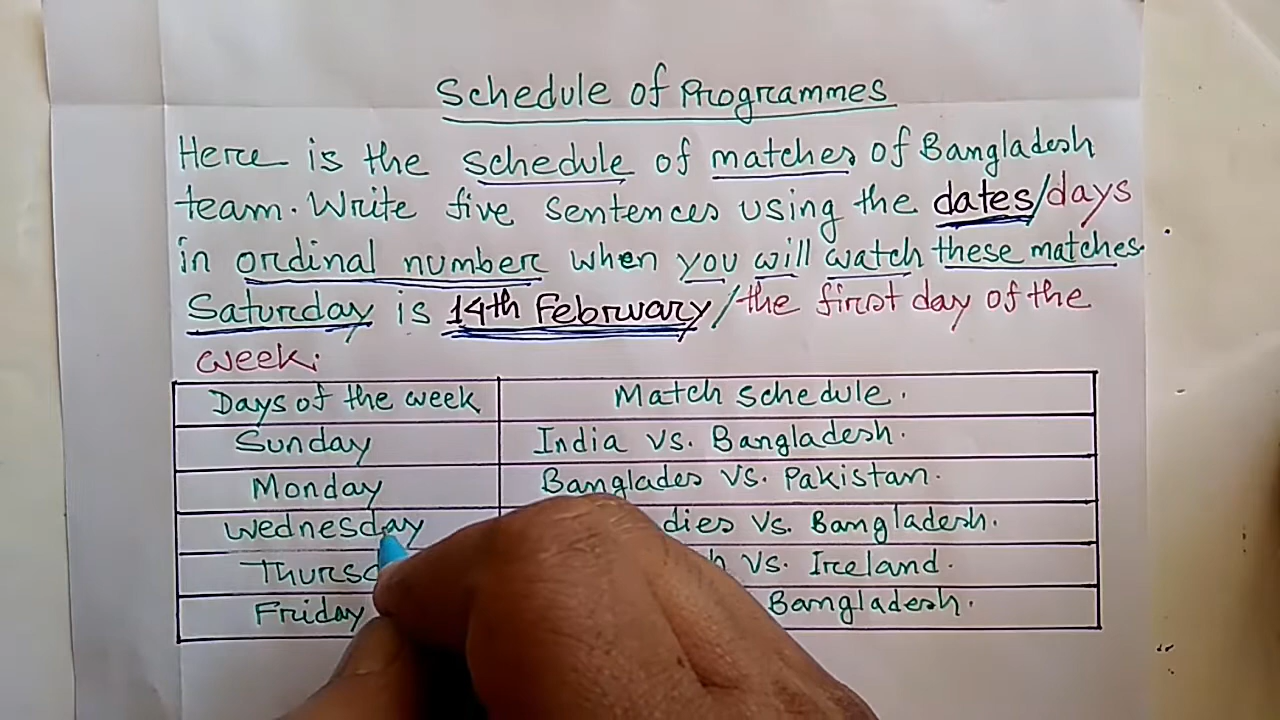 Schedule of Programmes
Here is the schedule of matches of Bangladesh
team. Write five sentences using the dates/days
in ordinal number when you will watch these matches.
Saturday is 14th February/the first day of the
week.
Days of the week Match schedule.
Sunday India vs. Bangladesh.
Monday Banglades vs. Pakistan.
Wednesday dies vs. Bangladesh.
Thurs vs. Ireland.
Friday Bangladesh.